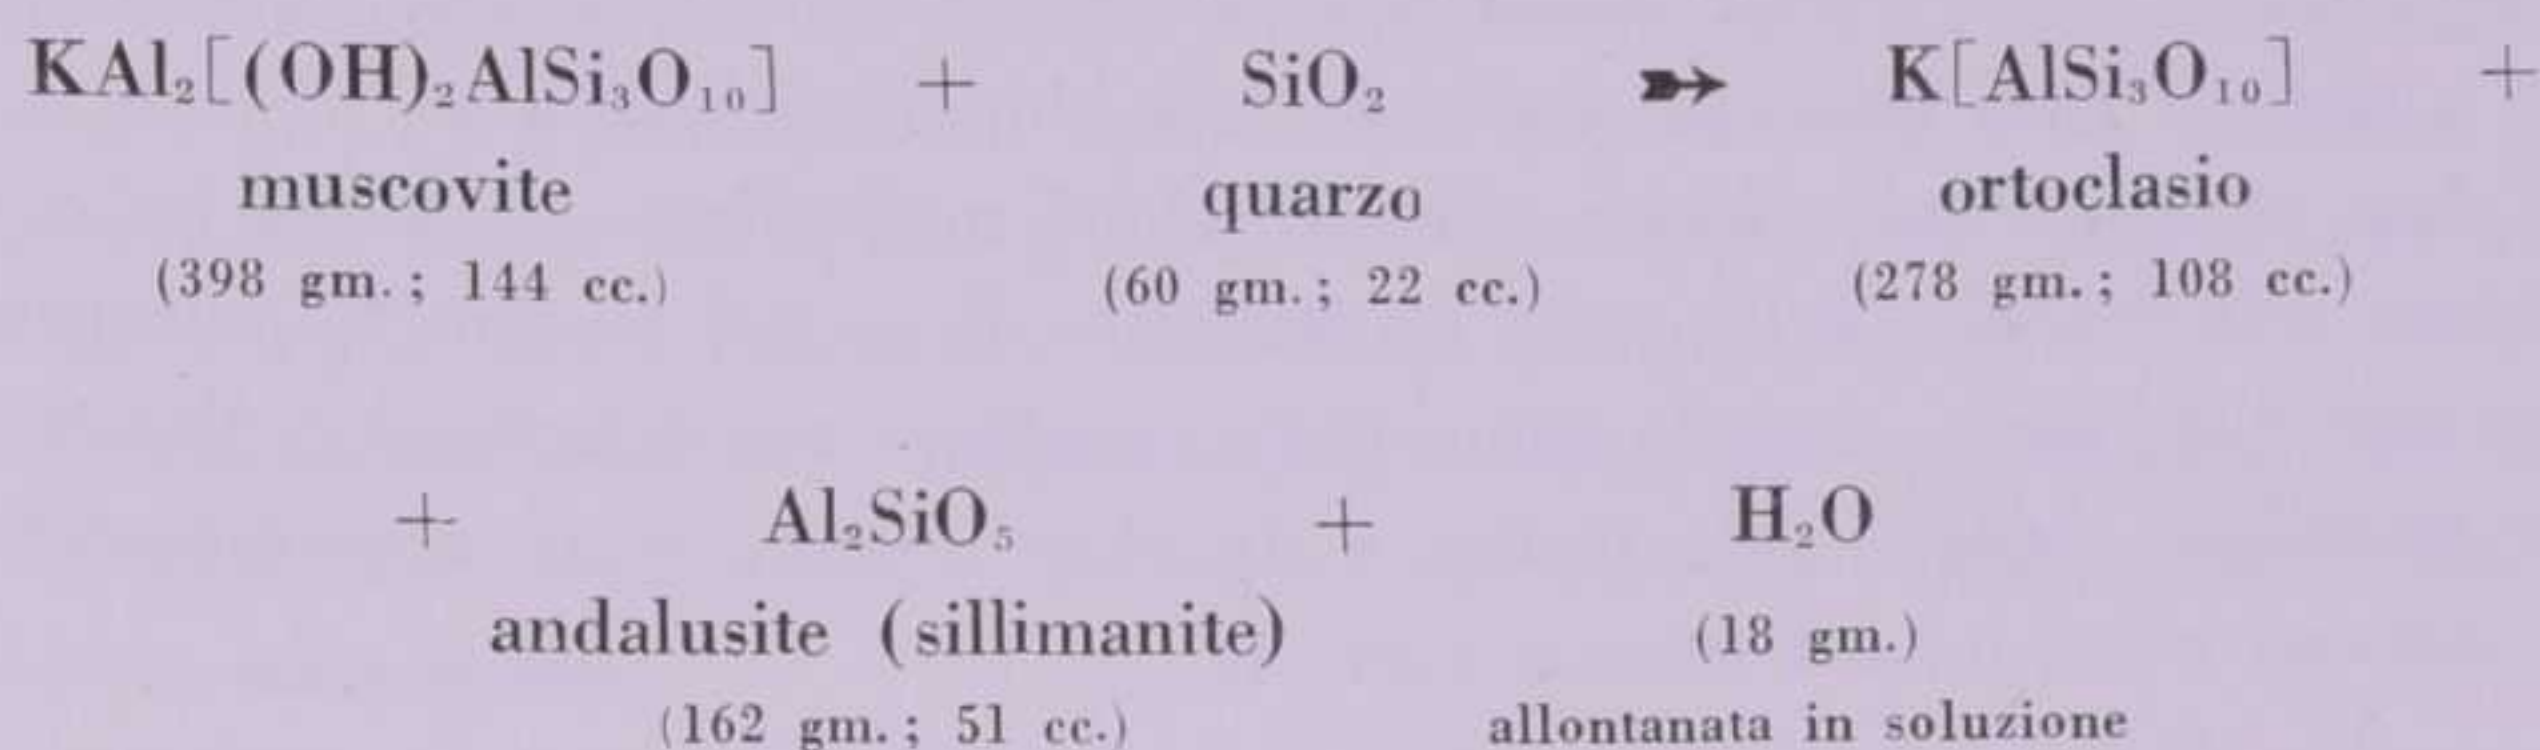 KAl₂[(OH)₂AlSi₃O₁₀] + SiO₂ ➳ K[AlSi₃O₁₀] +
muscovite quarzo ortoclasio
(398 gm.; 144 cc.) (60 gm.; 22 cc.) (278 gm.; 108 cc.)
+ Al₂SiO₅ + H₂O
andalusite (sillimanite) (18 gm.)
(162 gm.; 51 cc.) allontanata in soluzione